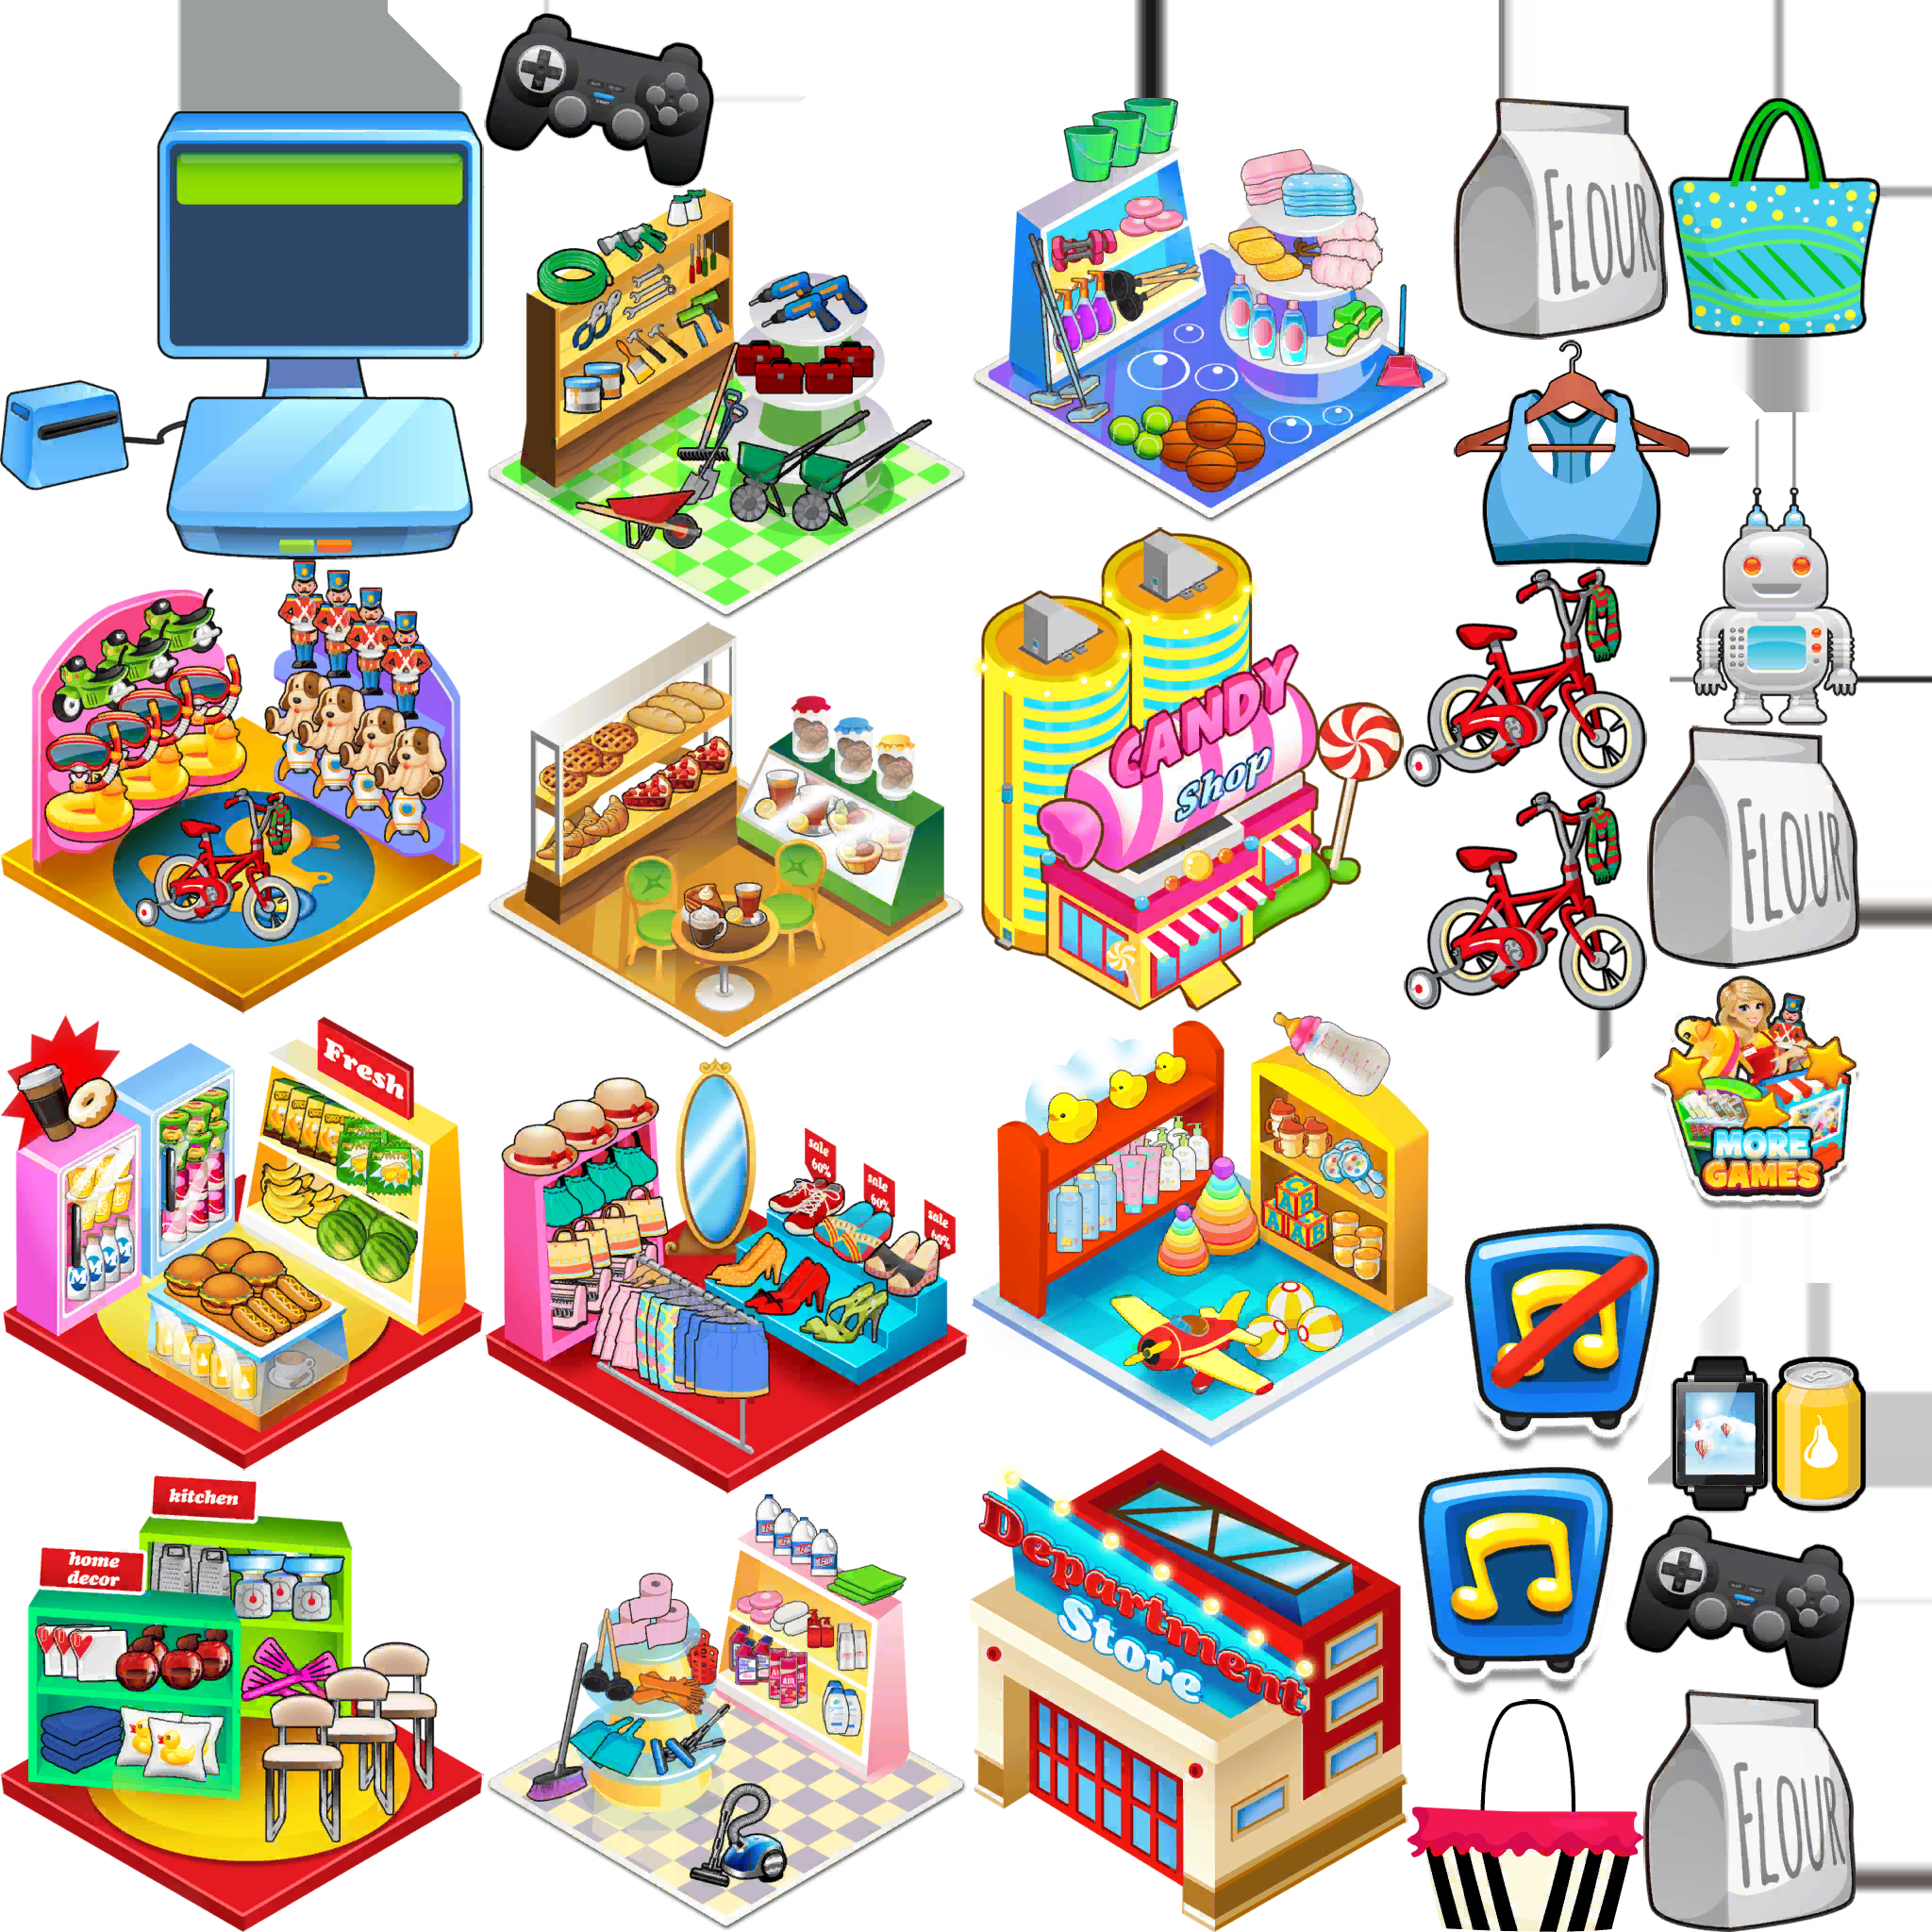 FLOUR
CANDY
Shop
FLOUR
Fresh
MORE
GAMES
sale
60%
sale
60%
sale
60%
A
B
A
B
A
B
M
kitchen
home
decor
Department
Store
FLOUR